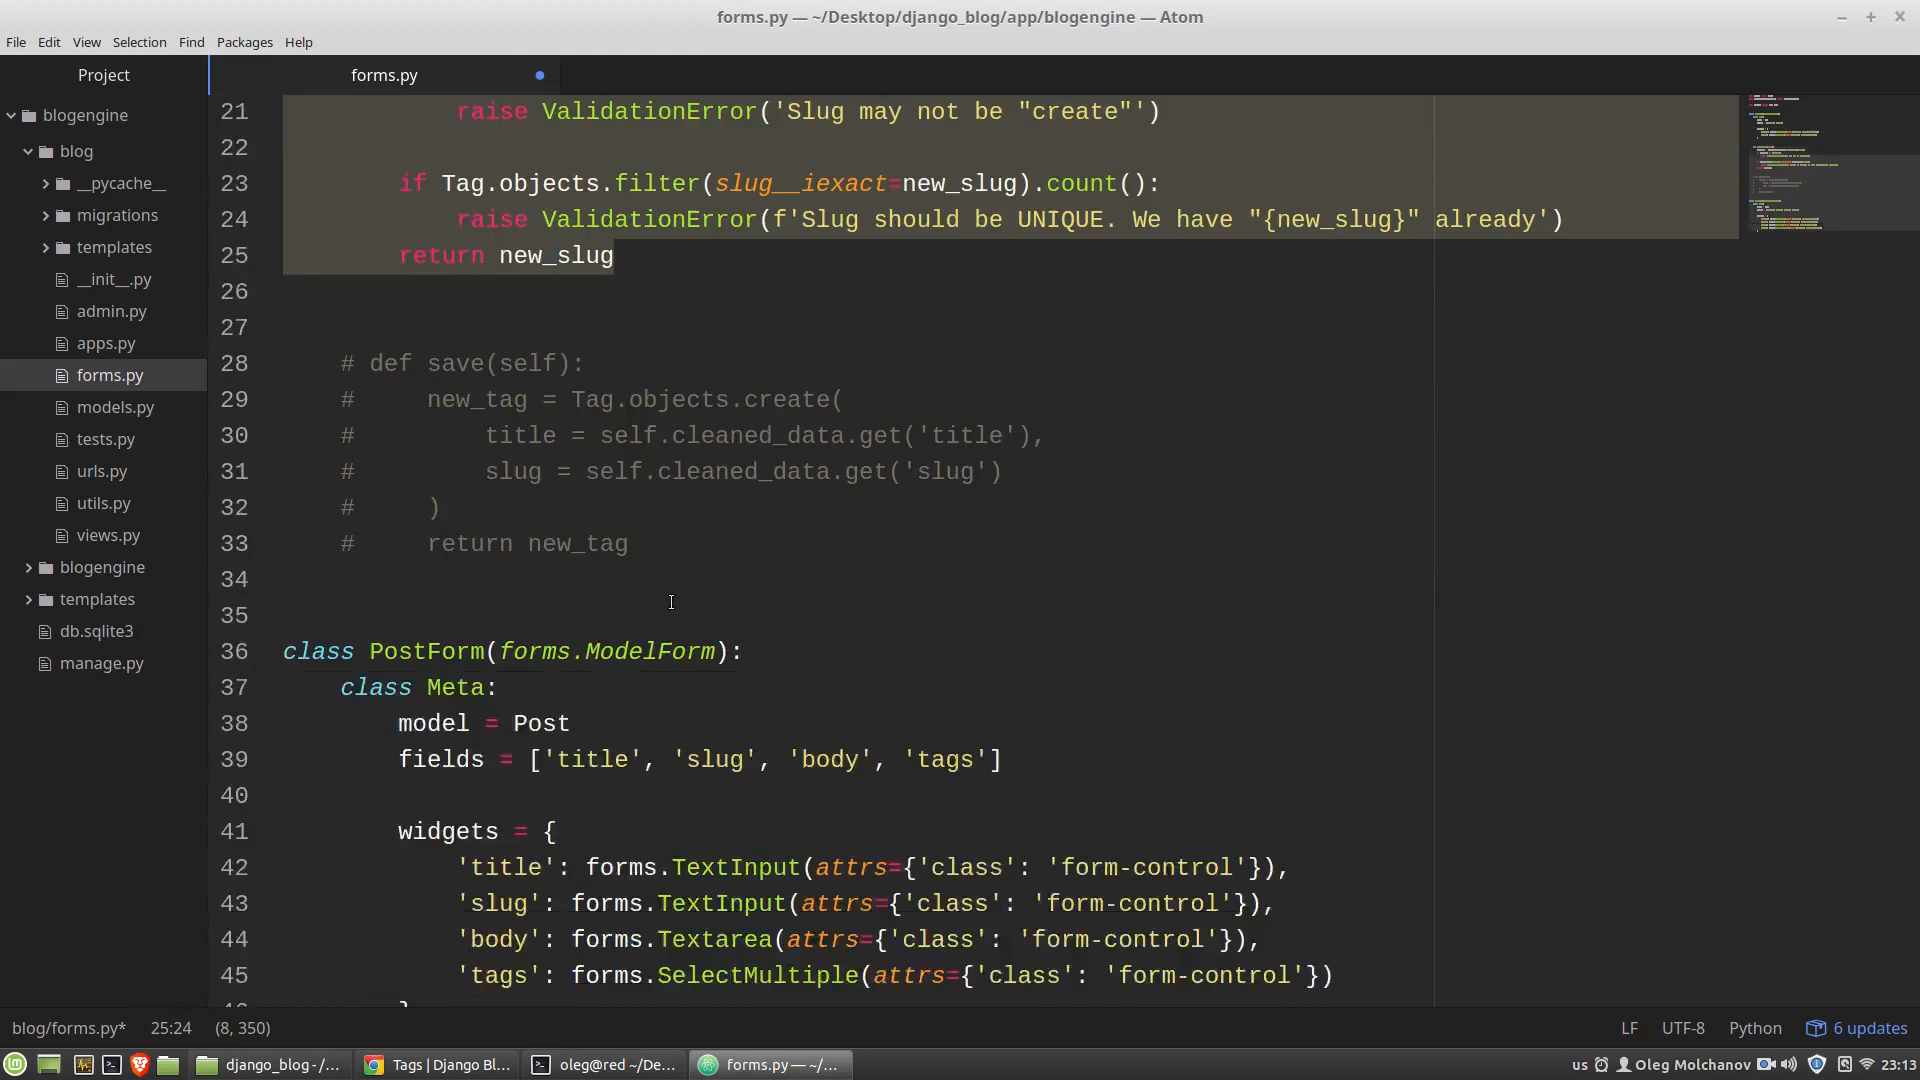 forms.py — ~/Desktop/django_blog/app/blogengine — Atom
File Edit View Selection Find Packages Help
Project
forms.py
blogengine
blog
__pycache__
migrations
templates
__init__.py
admin.py
apps.py
forms.py
models.py
tests.py
urls.py
utils.py
views.py
blogengine
templates
db.sqlite3
manage.py
21             raise ValidationError('Slug may not be "create"')
22
23         if Tag.objects.filter(slug__iexact=new_slug).count():
24             raise ValidationError(f'Slug should be UNIQUE. We have "{new_slug}" already')
25         return new_slug
26
27
28     # def save(self):
29     #     new_tag = Tag.objects.create(
30     #         title = self.cleaned_data.get('title'),
31     #         slug = self.cleaned_data.get('slug')
32     #     )
33     #     return new_tag
34
35
36 class PostForm(forms.ModelForm):
37     class Meta:
38         model = Post
39         fields = ['title', 'slug', 'body', 'tags']
40
41         widgets = {
42             'title': forms.TextInput(attrs={'class': 'form-control'}),
43             'slug': forms.TextInput(attrs={'class': 'form-control'}),
44             'body': forms.Textarea(attrs={'class': 'form-control'}),
45             'tags': forms.SelectMultiple(attrs={'class': 'form-control'})
blog/forms.py* 25:24 (8, 350) LF UTF-8 Python 6 updates
django_blog - /... Tags | Django Bl... oleg@red ~/De... forms.py — ~/... us Oleg Molchanov 23:13